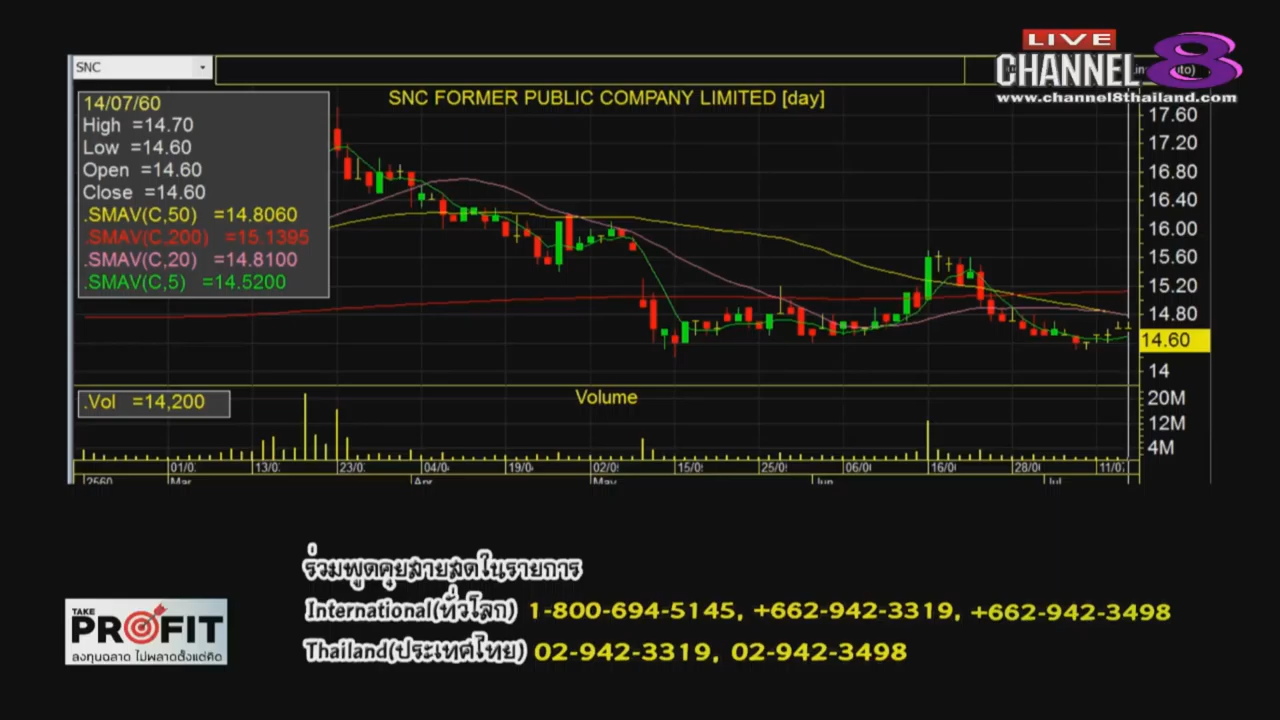 LIVE
CHANNEL 8
www.channel8thailand.com
SNC
SNC FORMER PUBLIC COMPANY LIMITED [day]
14/07/60
High =14.70
Low =14.60
Open =14.60
Close =14.60
.SMAV(C,50) =14.8060
.SMAV(C,200) =15.1395
.SMAV(C,20) =14.8100
.SMAV(C,5) =14.5200
17.60
17.20
16.80
16.40
16.00
15.60
15.20
14.80
14.60
14
.Vol =14,200
Volume
20M
12M
4M
01/0 13/0 23/0 04/0 19/0 02/0 15/0 25/0 06/0 16/0 28/0 11/0
2560 Mar Apr May Jun Jul
ร่วมพูดคุยสายสดในรายการ
International(ทั่วโลก) 1-800-694-5145, +662-942-3319, +662-942-3498
Thailand(ประเทศไทย) 02-942-3319, 02-942-3498
TAKE
PROFIT
ลงทุนฉลาด ไม่พลาดตั้งแต่คิด